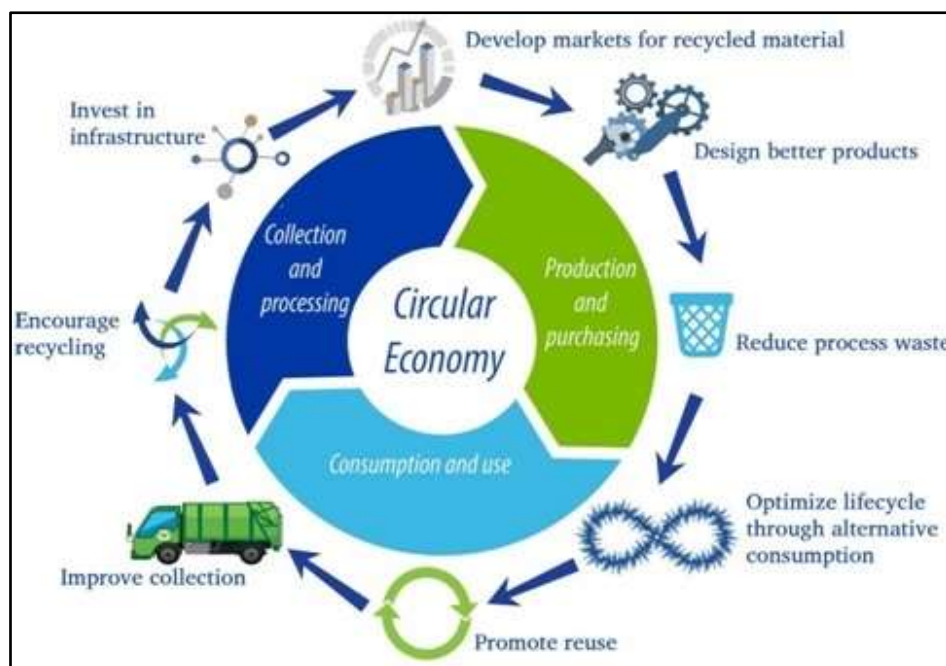 Develop markets for recycled material
Invest in
infrastructure
Design better products
Collection
and
processing
Production
and
purchasing
Circular
Economy
Encourage
recycling
Reduce process waste
Consumption and use
Optimize lifecycle
through alternative
consumption
Improve collection
Promote reuse